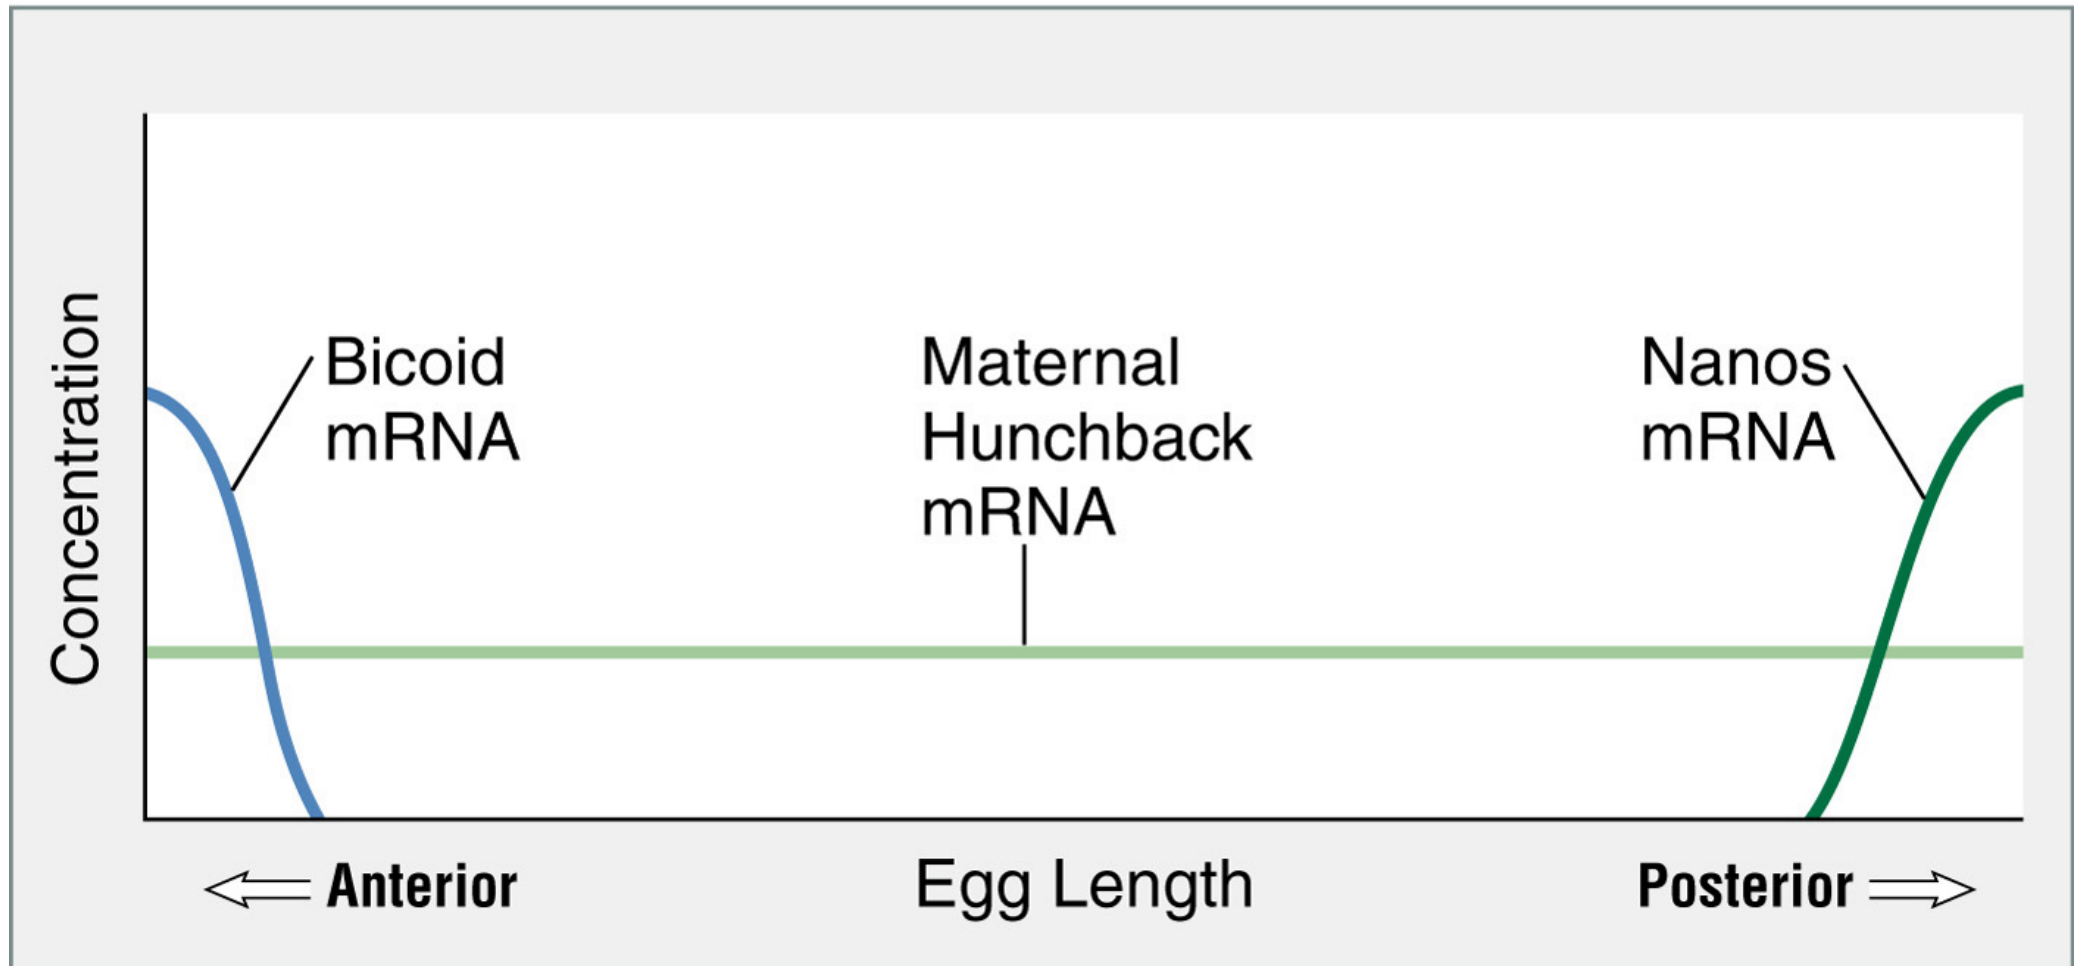 Concentration
Bicoid
mRNA
Maternal
Hunchback
mRNA
Nanos
mRNA
Anterior
Egg Length
Posterior